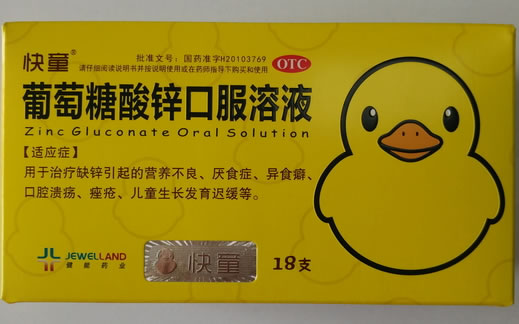 批准文号：国药准字H20103769
快童®
请仔细阅读说明书并按说明使用或在药师指导下购买和使用
OTC
葡萄糖酸锌口服溶液
Zinc Gluconate Oral Solution
【适应症】
用于治疗缺锌引起的营养不良、厌食症、异食癖、
口腔溃疡、痤疮、儿童生长发育迟缓等。
JEWELLAND
健能药业
快童
18支